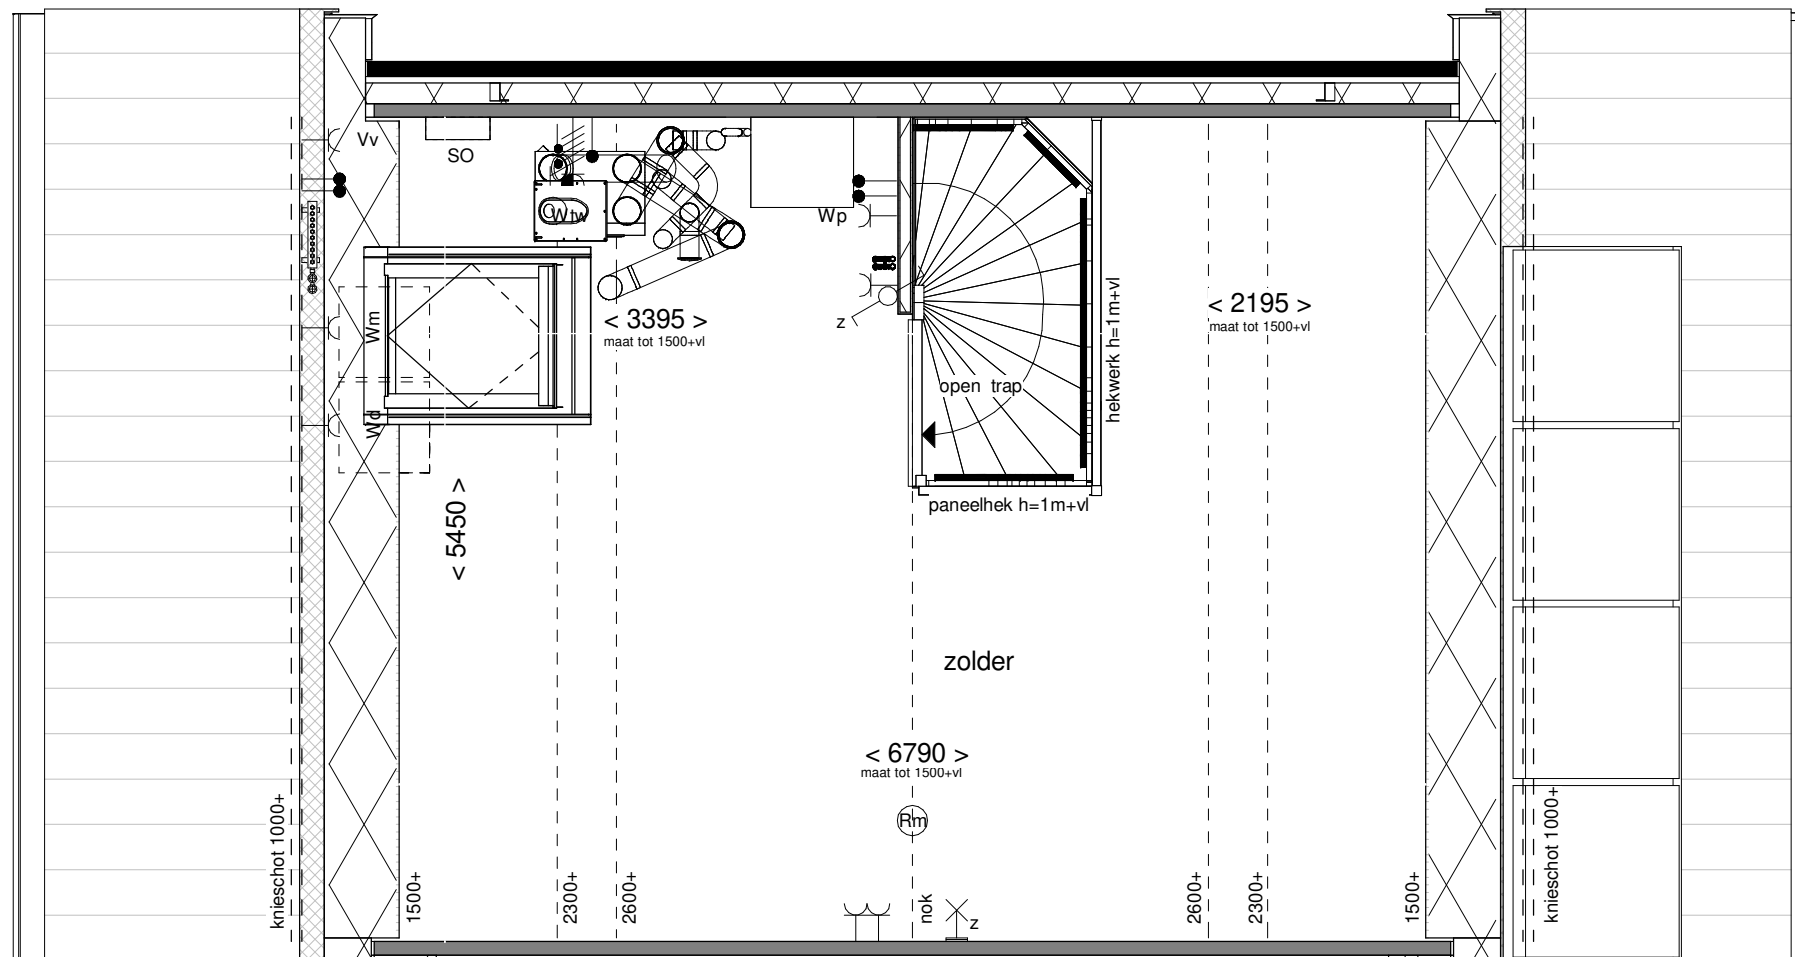 Vv
SO
Wtw
Wp
z
Wm
Wd
< 3395 >
maat tot 1500+vl
< 2195 >
maat tot 1500+vl
open trap
hekwerk h=1m+vl
paneelhek h=1m+vl
< 5450 >
zolder
< 6790 >
maat tot 1500+vl
Rm
knieschot 1000+
1500+
2300+
2600+
nok
z
2600+
2300+
1500+
knieschot 1000+